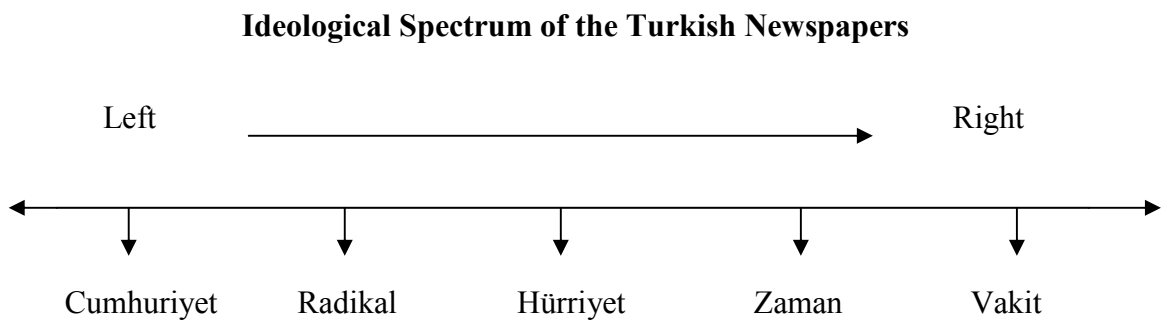 Ideological Spectrum of the Turkish Newspapers
Left Right
Cumhuriyet Radikal Hürriyet Zaman Vakit